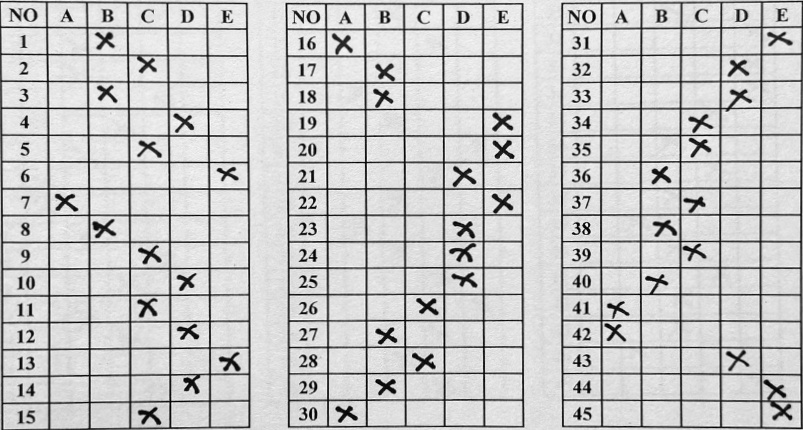 NO A B C D E NO A B C D E NO A B C D E
1 X 16 X 31 X
2 X 17 X 32 X
3 X 18 X 33 X
4 X 19 X 34 X
5 X 20 X 35 X
6 X 21 X 36 X
7 X 22 X 37 X
8 X 23 X 38 X
9 X 24 X 39 X
10 X 25 X 40 X
11 X 26 X 41 X
12 X 27 X 42 X
13 X 28 X 43 X
14 X 29 X 44 X
15 X 30 X 45 X